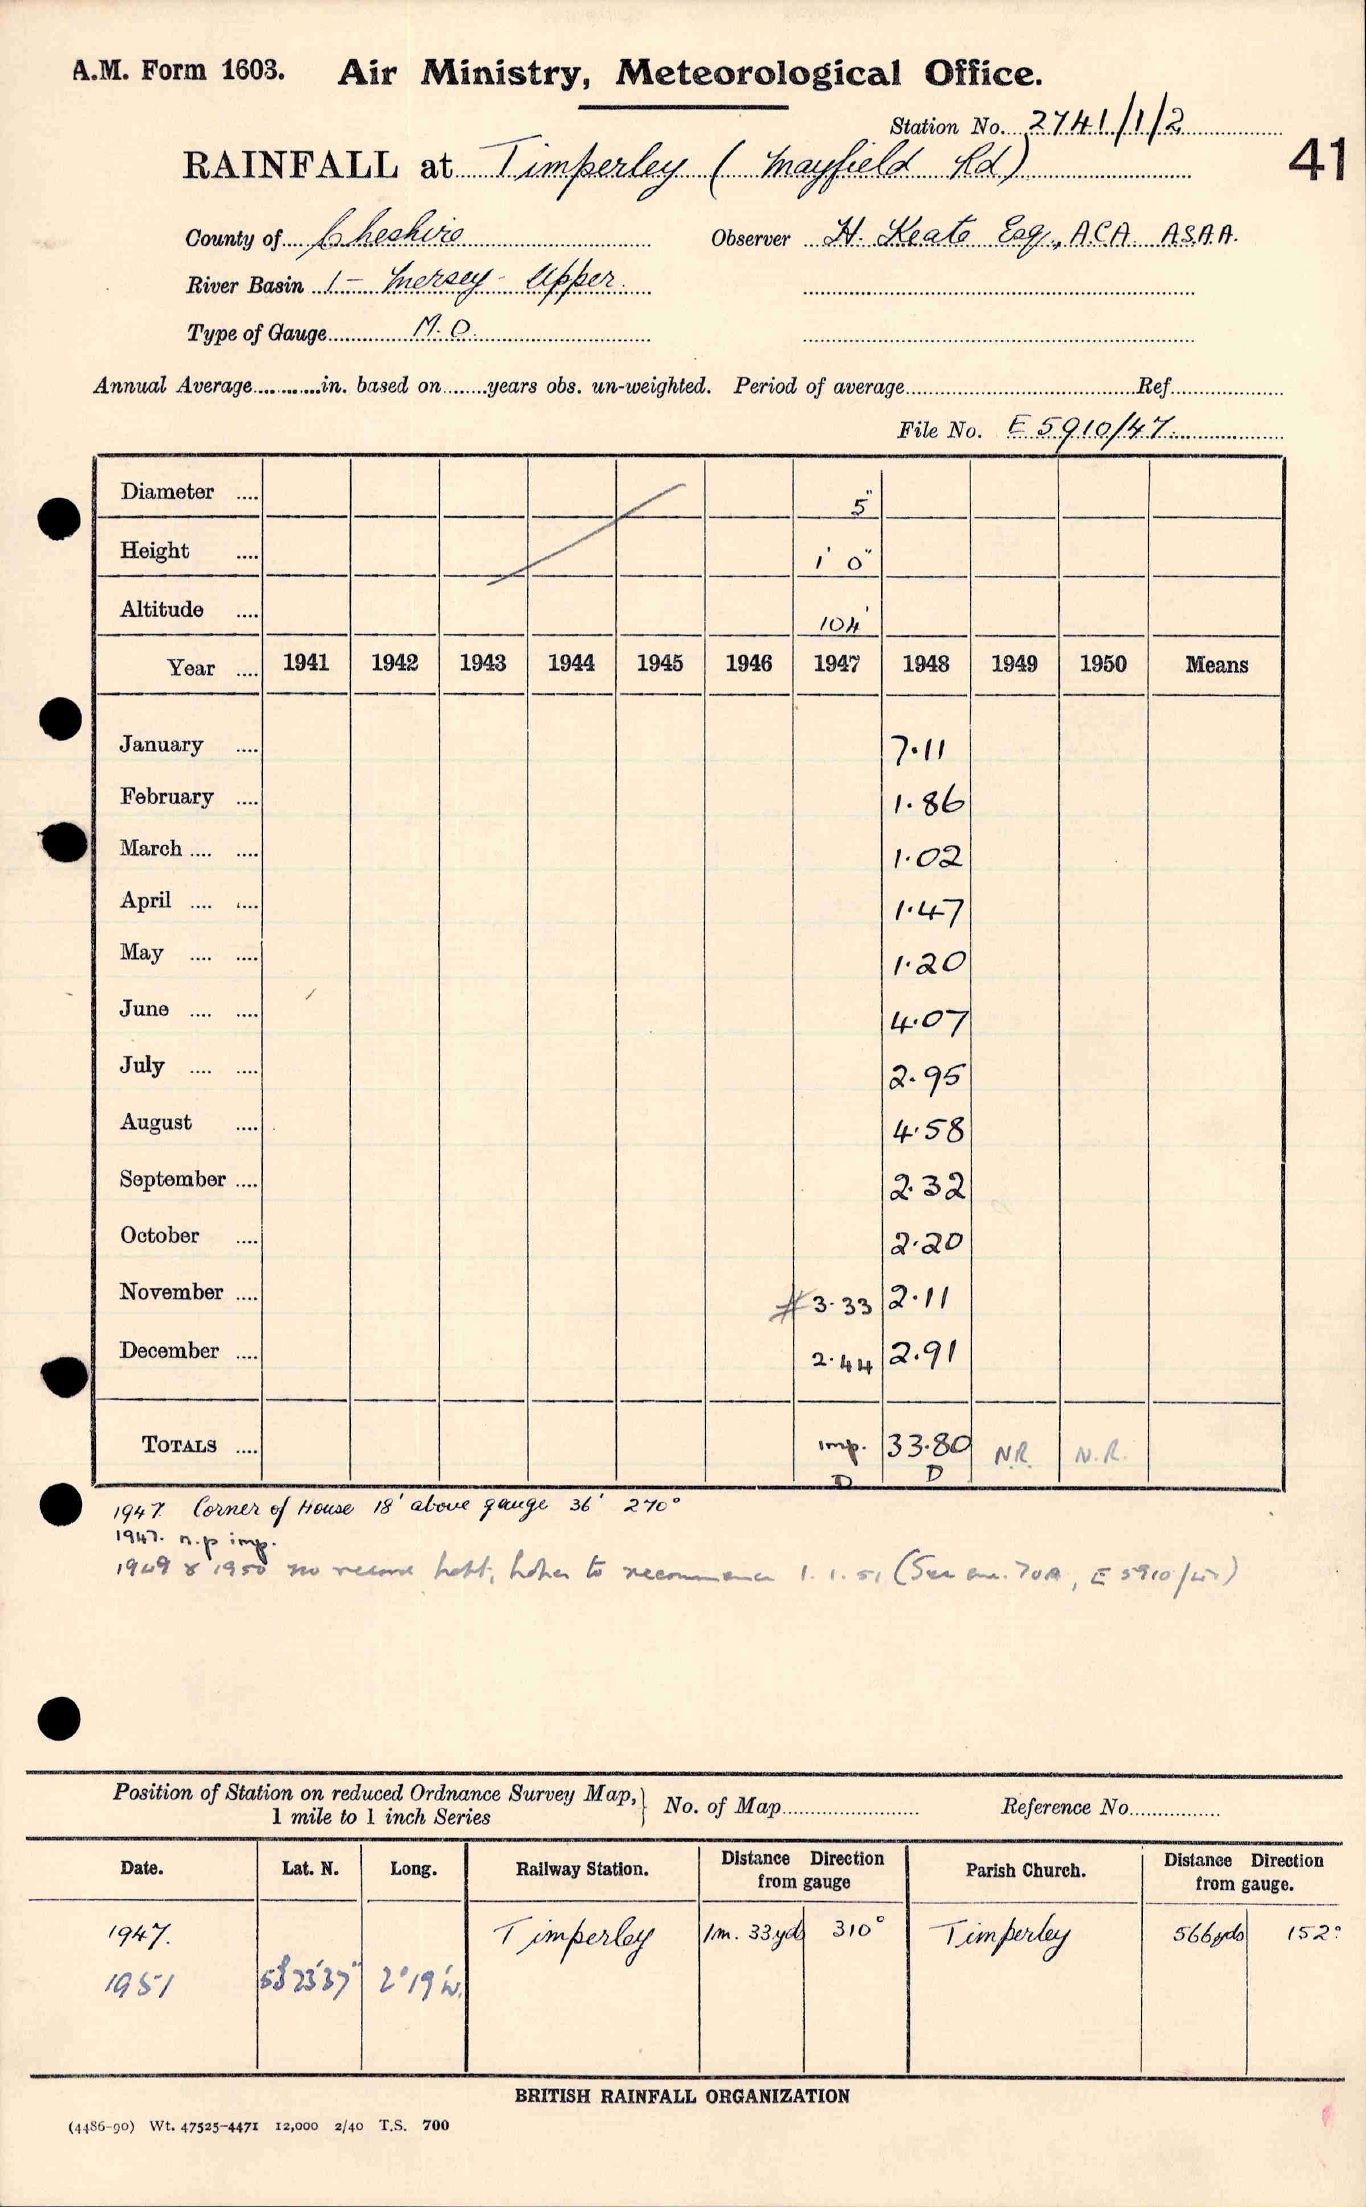 A.M. Form 1603. Air Ministry, Meteorological Office.
Station No. 2741/1/2
RAINFALL at Timperley (Mayfield Rd)
41
County of Cheshire Observer H. Keate Esq., A.C.A. A.S.A.A.
River Basin 1 - Mersey - Upper.
Type of Gauge M.O.
Annual Average in. based on years obs. un-weighted. Period of average Ref.
File No. E 5910/47
Diameter .... 5"
Height .... 1' 0"
Altitude .... 104'
Year .... 1941 1942 1943 1944 1945 1946 1947 1948 1949 1950 Means
January .... 7.11
February .... 1.86
March .... .... 1.02
April .... .... 1.47
May .... .... 1.20
June .... .... 4.07
July .... .... 2.95
August .... 4.58
September .... 2.32
October .... 2.20
November .... # 3.33 2.11
December .... 2.44 2.91
TOTALS .... imp. 33.80 N.R. N.R.
D D
1947. Corner of House 18' above gauge 36' 270°
1947. n.p imp.
1949 & 1950 no record kept, hopes to recommence 1.1.51 (See 70A, E 5910/47)
Position of Station on reduced Ordnance Survey Map, } No. of Map Reference No.
1 mile to 1 inch Series
Date. Lat. N. Long. Railway Station. Distance Direction from gauge Parish Church. Distance Direction from gauge.
1947. Timperley 1m. 33yds 310° Timperley 566yds 152°
1951 53°23'37" 2°19'W.
BRITISH RAINFALL ORGANIZATION
(4486-90) Wt. 47525-4471 12,000 2/40 T.S. 700